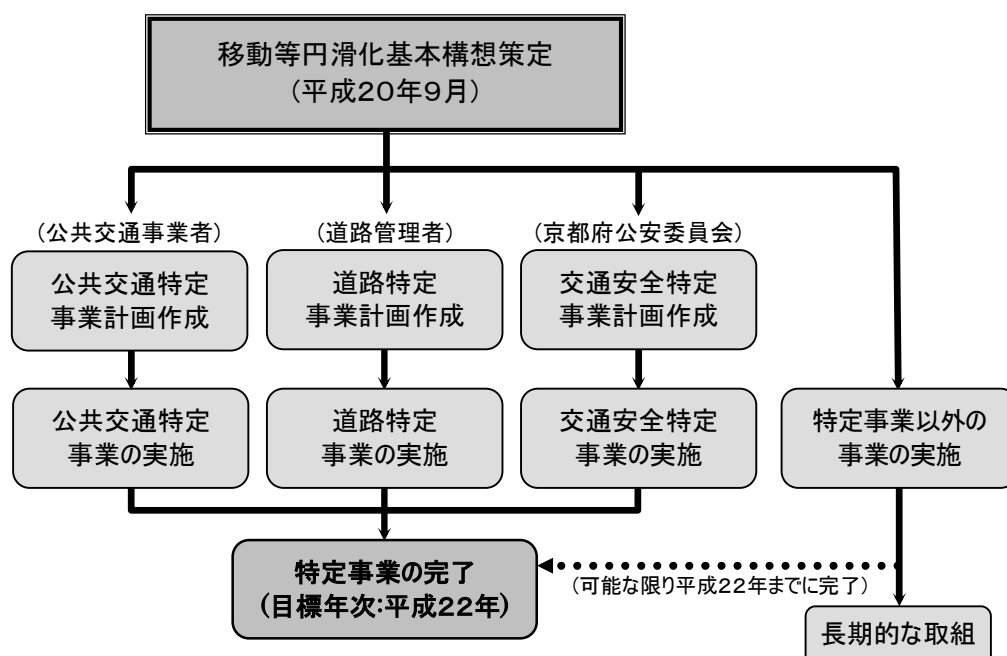 移動等円滑化基本構想策定
（平成２０年９月）
（公共交通事業者）
（道路管理者）
（京都府公安委員会）
公共交通特定
事業計画作成
道路特定
事業計画作成
交通安全特定
事業計画作成
公共交通特定
事業の実施
道路特定
事業の実施
交通安全特定
事業の実施
特定事業以外の
事業の実施
特定事業の完了
（目標年次：平成２２年）
（可能な限り平成２２年までに完了）
長期的な取組